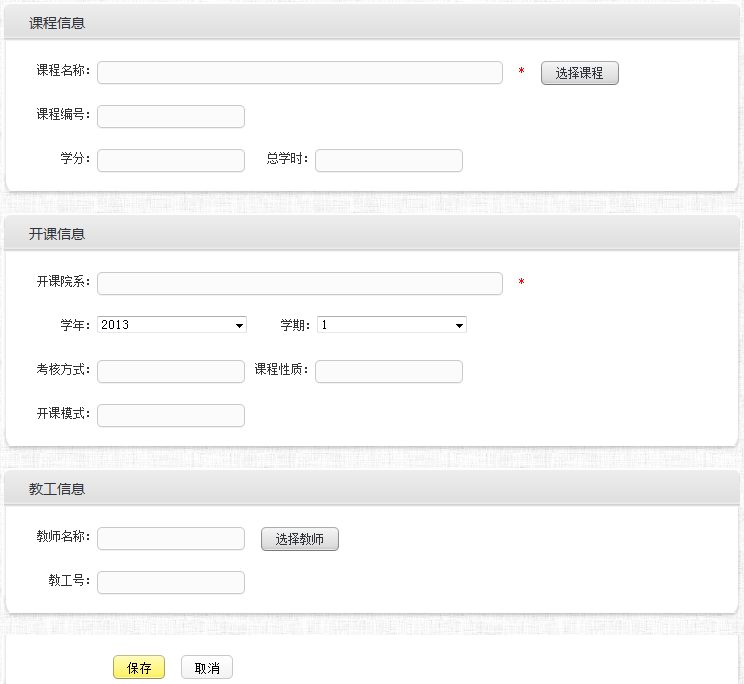 课程信息
课程名称： * 选择课程
课程编号：
学分： 总学时：
开课信息
开课院系： *
学年： 2013 学期： 1
考核方式： 课程性质：
开课模式：
教工信息
教师名称： 选择教师
教工号：
保存 取消